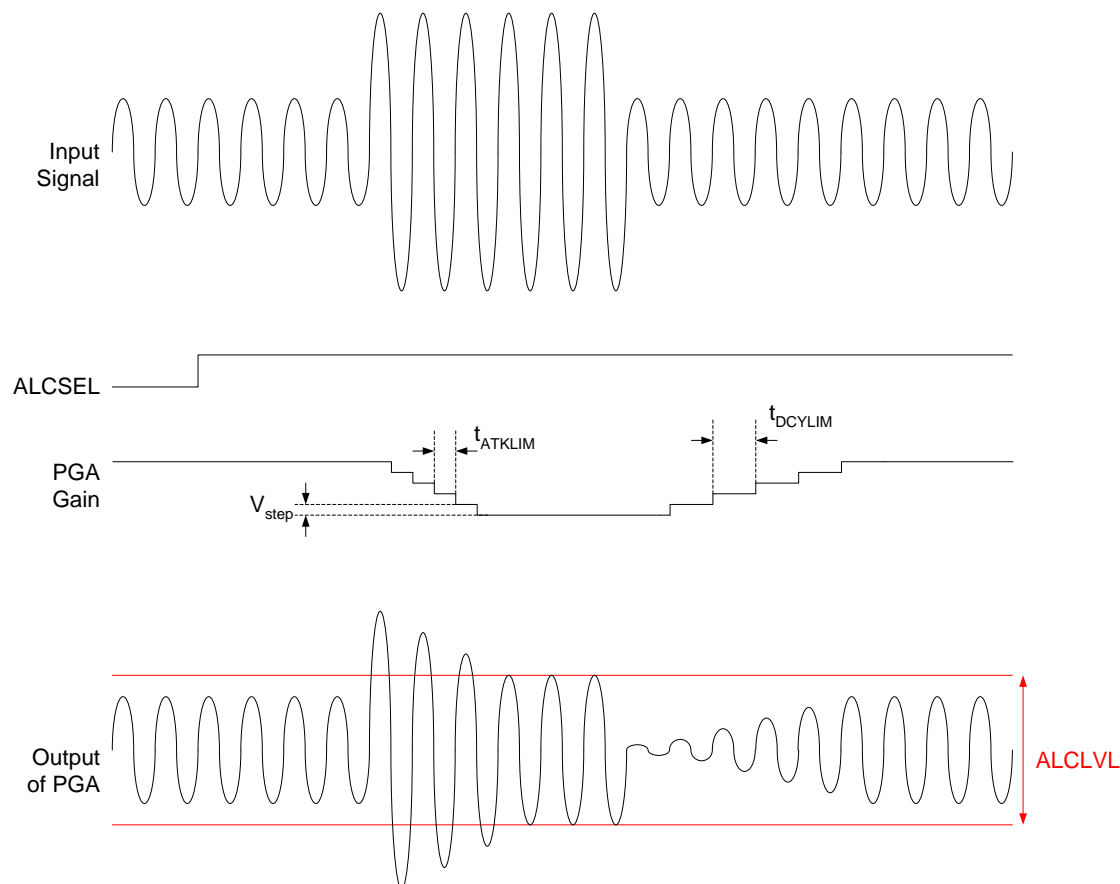 Input
Signal
ALCSEL
tATKLIM
tDCYLIM
PGA
Gain
Vstep
Output
of PGA
ALCLVL